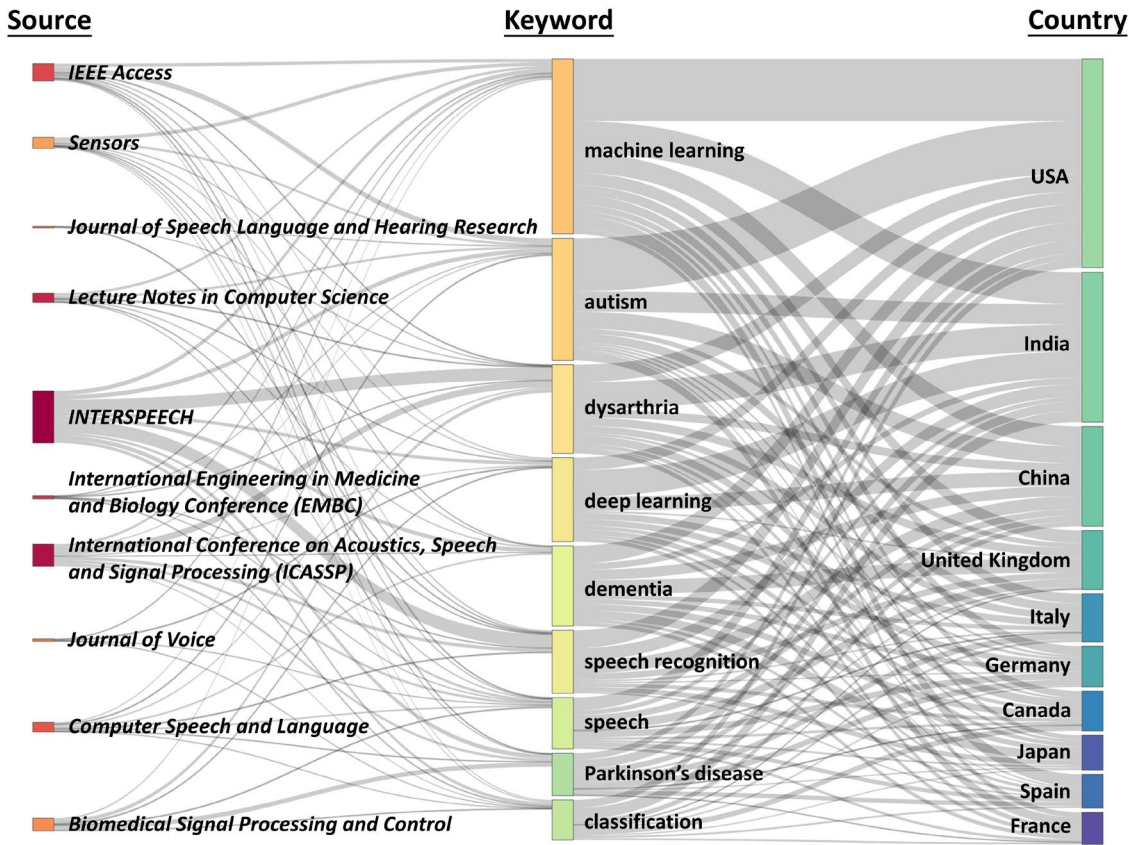 Source
Keyword
Country
IEEE Access
Sensors
Journal of Speech Language and Hearing Research
Lecture Notes in Computer Science
INTERSPEECH
International Engineering in Medicine
and Biology Conference (EMBC)
International Conference on Acoustics, Speech
and Signal Processing (ICASSP)
Journal of Voice
Computer Speech and Language
Biomedical Signal Processing and Control
machine learning
autism
dysarthria
deep learning
dementia
speech recognition
speech
Parkinson's disease
classification
USA
India
China
United Kingdom
Italy
Germany
Canada
Japan
Spain
France